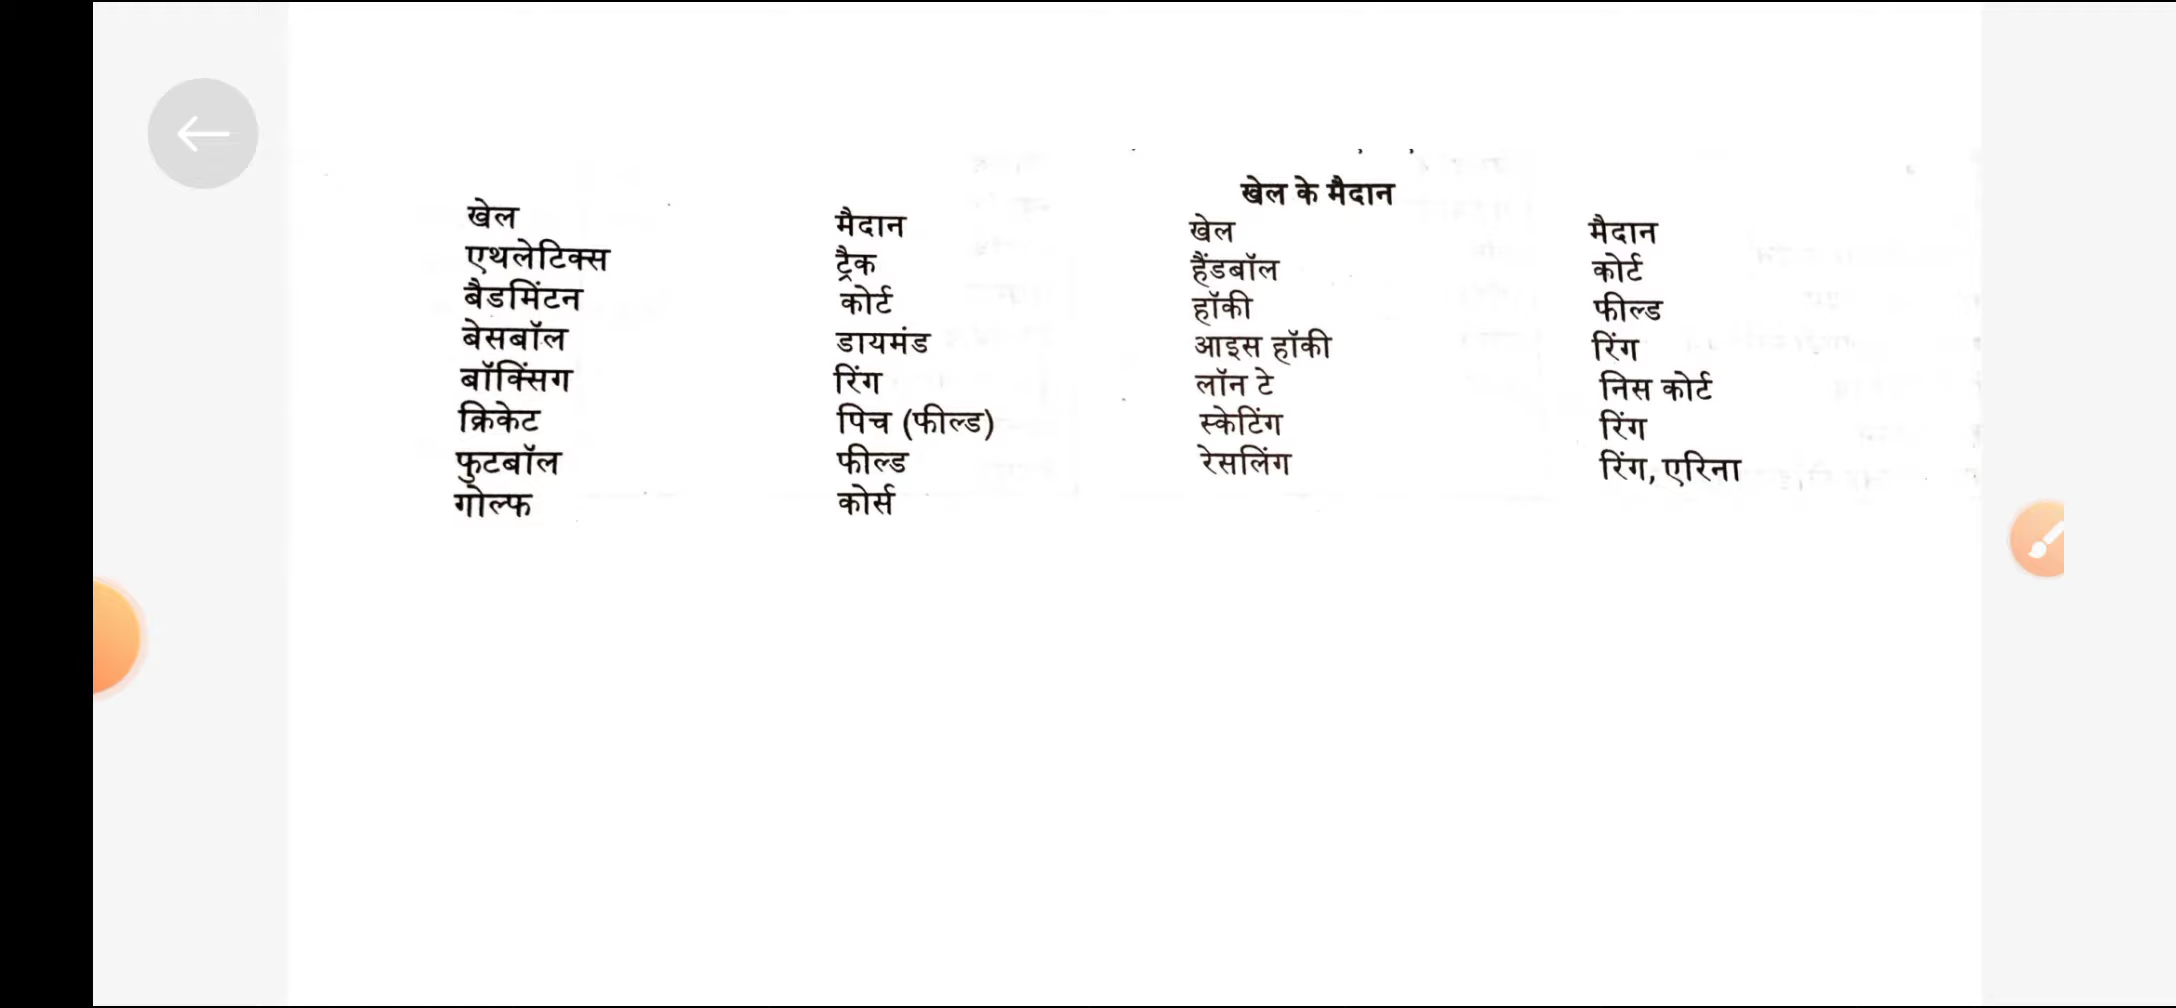 खेल के मैदान
खेल मैदान खेल मैदान
एथलेटिक्स ट्रैक हैंडबॉल कोर्ट
बैडमिंटन कोर्ट हॉकी फील्ड
बेसबॉल डायमंड आइस हॉकी रिंग
बॉक्सिंग रिंग लॉन टे निस कोर्ट
क्रिकेट पिच (फील्ड) स्केटिंग रिंग
फुटबॉल फील्ड रेसलिंग रिंग, एरिना
गोल्फ कोर्स